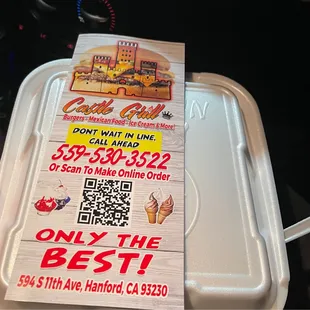 Castle Grill
Burgers - Mexican Food - Ice Cream & More!
DONT WAIT IN LINE,
CALL AHEAD
559-530-3522
Or Scan To Make Online Order
ONLY THE
BEST!
594 S 11th Ave, Hanford, CA 93230